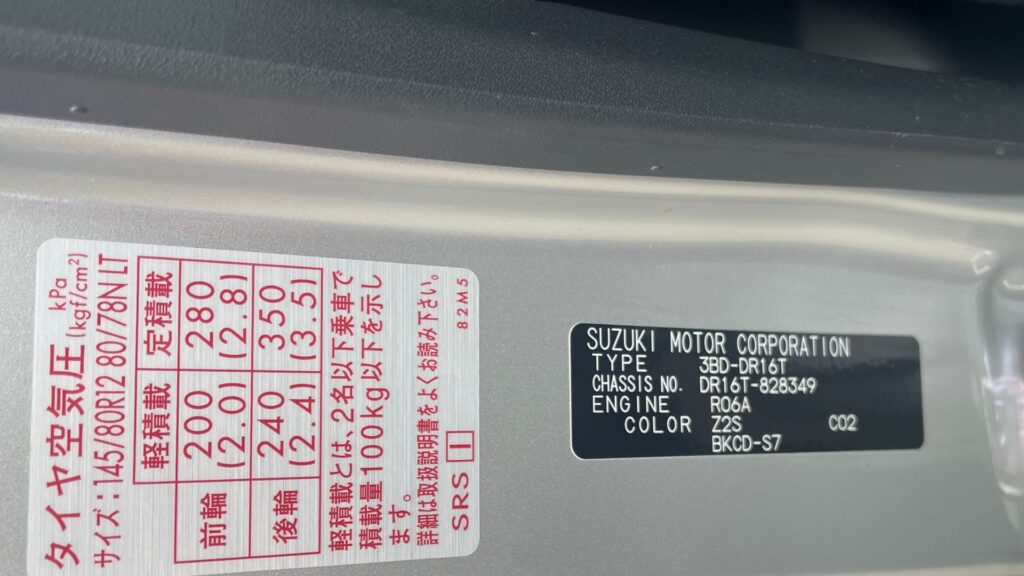 タイヤ空気圧 kPa (kgf/cm²)
サイズ：145/80R12 80/78N LT
軽積載 定積載
前輪 200 (2.0) 280 (2.8)
後輪 240 (2.4) 350 (3.5)
軽積載とは、2名以下乗車で
積載量100kg以下を示し
ます。
詳細は取扱説明書をよくお読み下さい。
SRS I 82M5
SUZUKI MOTOR CORPORATION
TYPE 3BD-DR16T
CHASSIS NO. DR16T-828349
ENGINE R06A
COLOR Z2S C02
BKCD-S7